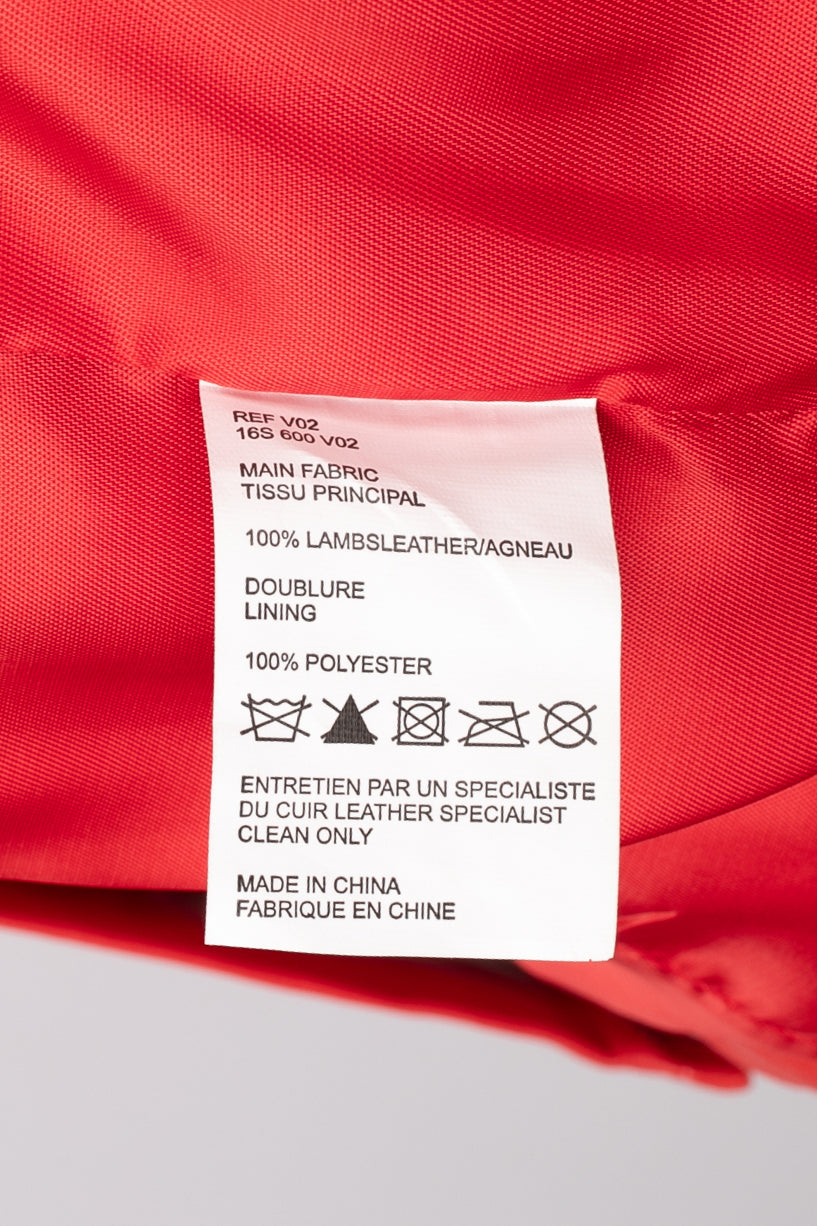 REF V02
16S 600 V02
MAIN FABRIC
TISSU PRINCIPAL
100% LAMBSLEATHER/AGNEAU
DOUBLURE
LINING
100% POLYESTER
ENTRETIEN PAR UN SPECIALISTE
DU CUIR LEATHER SPECIALIST
CLEAN ONLY
MADE IN CHINA
FABRIQUE EN CHINE